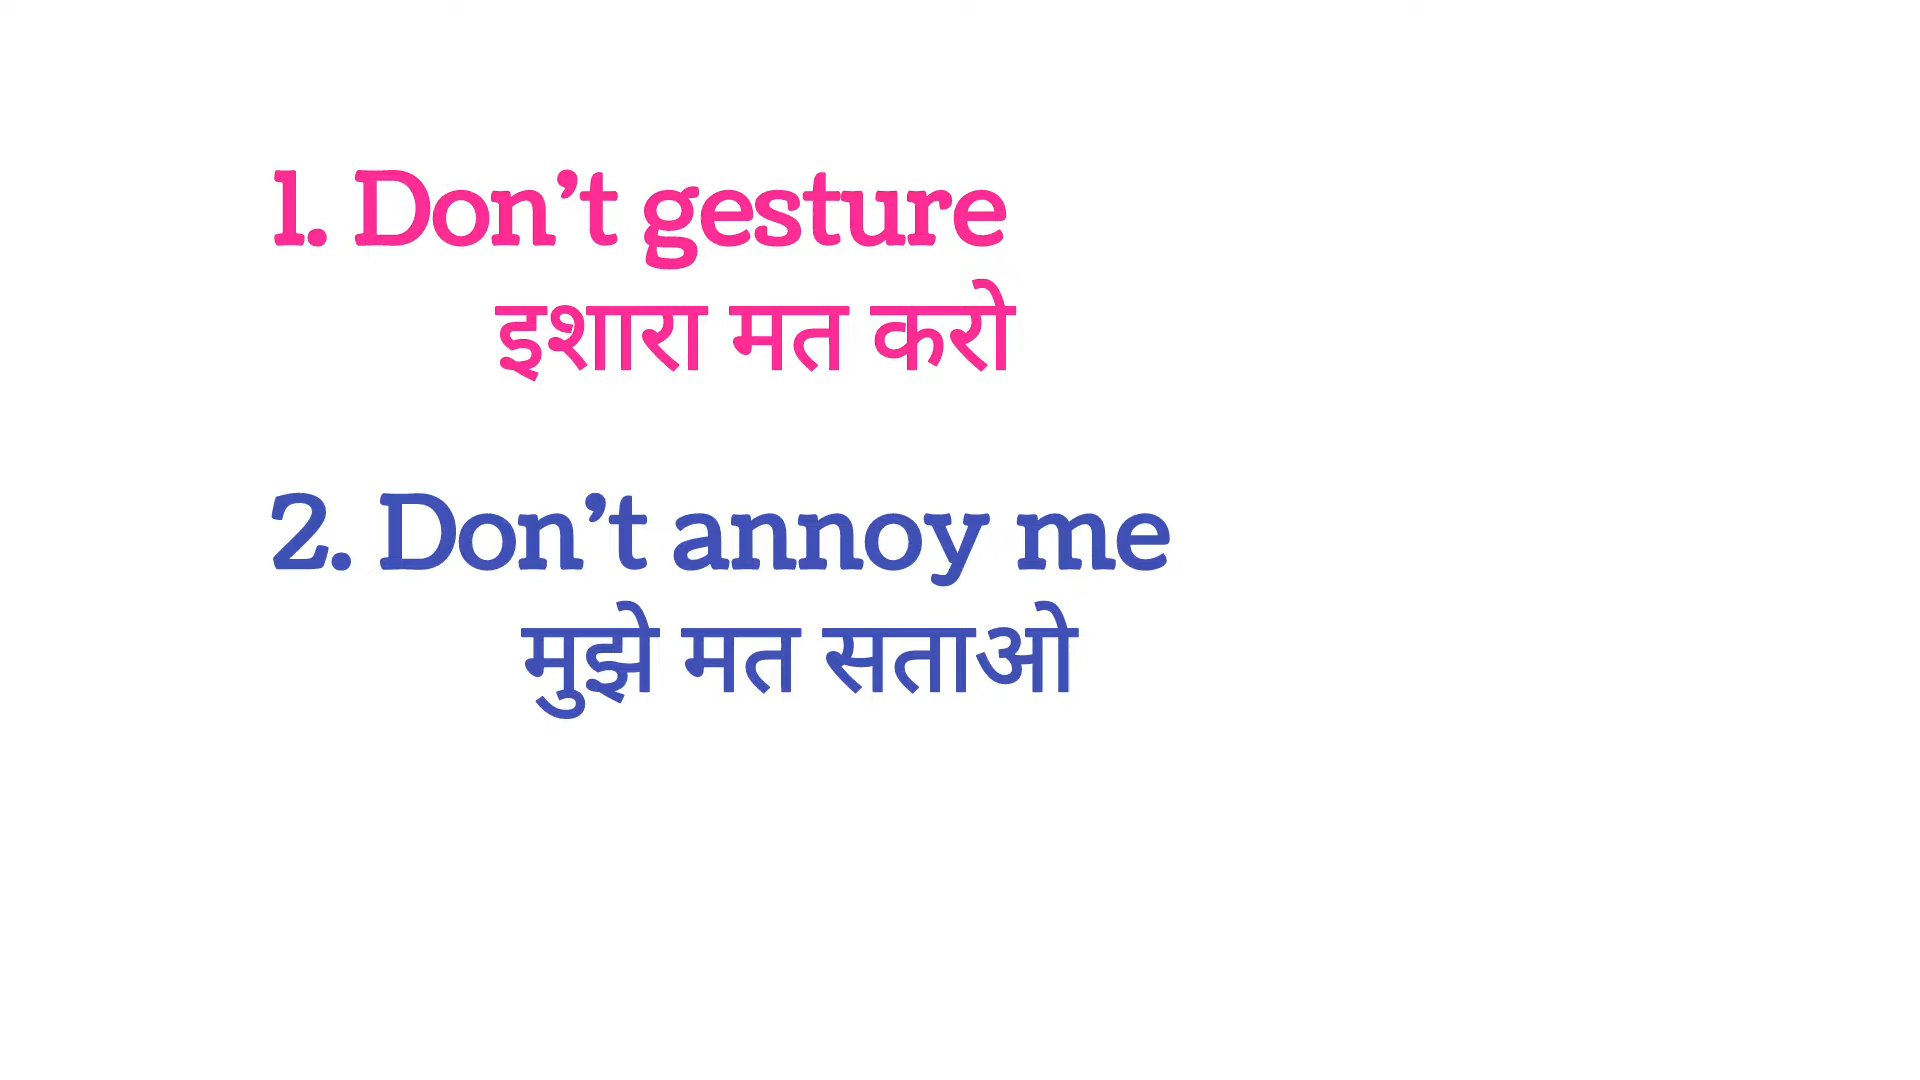 1. Don’t gesture
इशारा मत करो
2. Don’t annoy me
मुझे मत सताओ